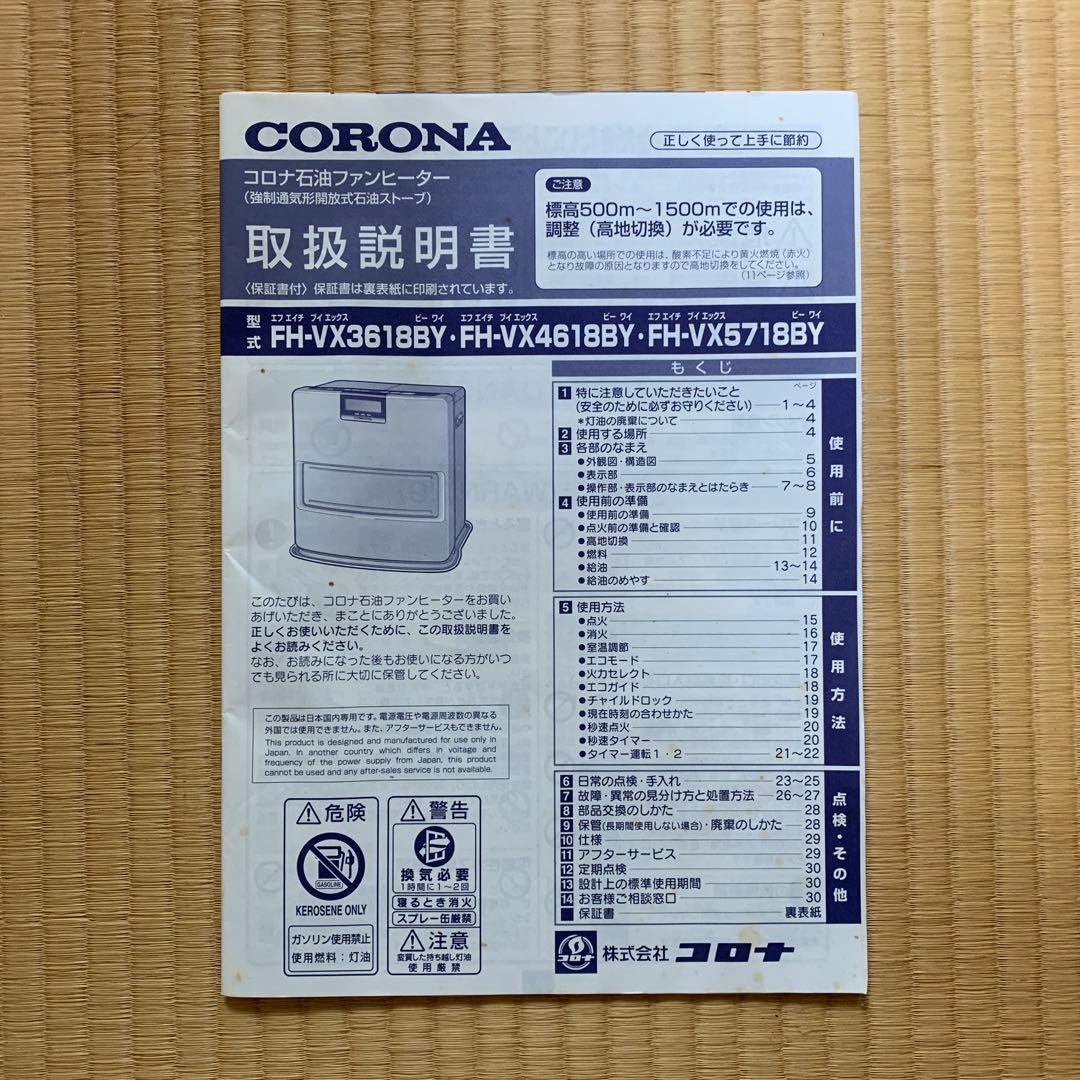 CORONA
正しく使って上手に節約
コロナ石油ファンヒーター
（強制通気形開放式石油ストーブ）
取扱説明書
〈保証書付〉保証書は裏表紙に印刷されています。
ご注意
標高500m～1500mでの使用は、
調整（高地切換）が必要です。
標高の高い場所での使用は、酸素不足により黄火燃焼（赤火）
となり故障の原因となりますので高地切換をしてください。
（11ページ参照）
型式
エフ エイチ ブイ エックス ビー ワイ エフ エイチ ブイ エックス ビー ワイ エフ エイチ ブイ エックス ビー ワイ
FH-VX3618BY・FH-VX4618BY・FH-VX5718BY
もくじ
ページ
1 特に注意していただきたいこと
（安全のために必ずお守りください） 1～4
＊灯油の廃棄について 4
2 使用する場所 4
3 各部のなまえ
●外観図・構造図 5
●表示部 6
●操作部・表示部のなまえとはたらき 7～8
4 使用前の準備
●使用前の準備 9
●点火前の準備と確認 10
●高地切換 11
●燃料 12
●給油 13～14
●給油のめやす 14
使用前に
5 使用方法
●点火 15
●消火 16
●室温調節 17
●エコモード 17
●火力セレクト 18
●エコガイド 18
●チャイルドロック 19
●現在時刻の合わせかた 19
●秒速点火 20
●秒速タイマー 20
●タイマー運転1・2 21～22
使用方法
6 日常の点検・手入れ 23～25
7 故障・異常の見分け方と処置方法 26～27
8 部品交換のしかた 28
9 保管（長期間使用しない場合）・廃棄のしかた 28
10 仕様 29
11 アフターサービス 29
12 定期点検 30
13 設計上の標準使用期間 30
14 お客様ご相談窓口 30
■ 保証書 裏表紙
点検・その他
このたびは、コロナ石油ファンヒーターをお買い
あげいただき、まことにありがとうございました。
正しくお使いいただくために、この取扱説明書を
よくお読みください。
なお、お読みになった後もお使いになる方がいつ
でも見られる所に大切に保管してください。
この製品は日本国内専用です。電源電圧や電源周波数の異なる
外国では使用できません。また、アフターサービスもできません。
This product is designed and manufactured for use only in
Japan. In another country which differs in voltage and
frequency of the power supply from Japan, this product
cannot be used and any after-sales service is not available.
危険
GASOLINE
KEROSENE ONLY
ガソリン使用禁止
使用燃料：灯油
警告
換気必要
1時間に1～2回
寝るとき消火
スプレー缶厳禁
注意
変質した持ち越し灯油
使用厳禁
コロナ
株式会社 コロナ